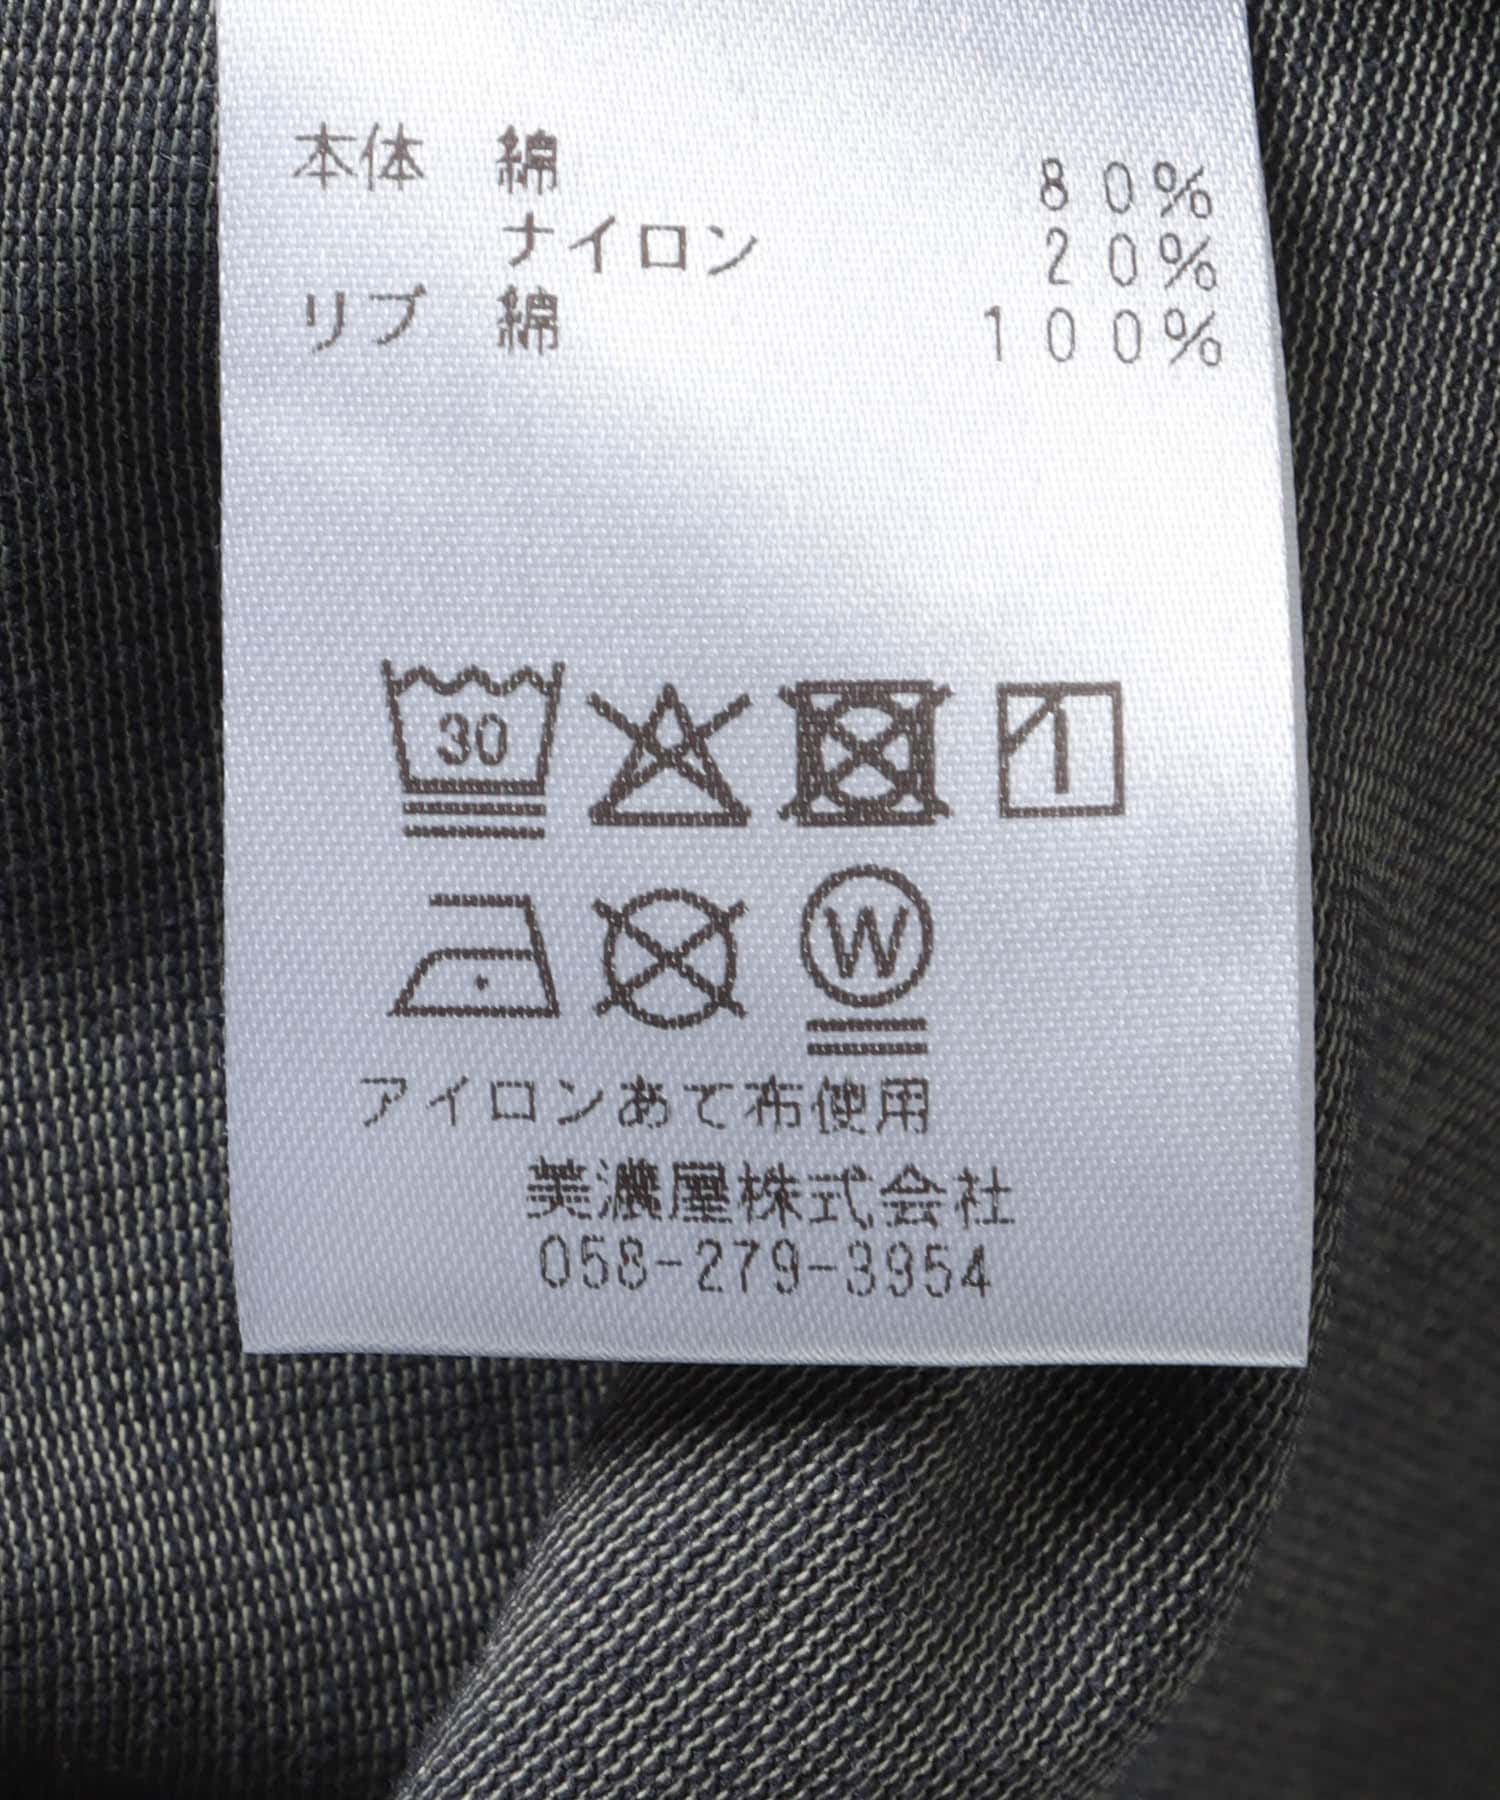 本体 綿 80%
ナイロン 20%
リブ 綿 100%
30
W
アイロンあて布使用
美濃屋株式会社
058-279-3954